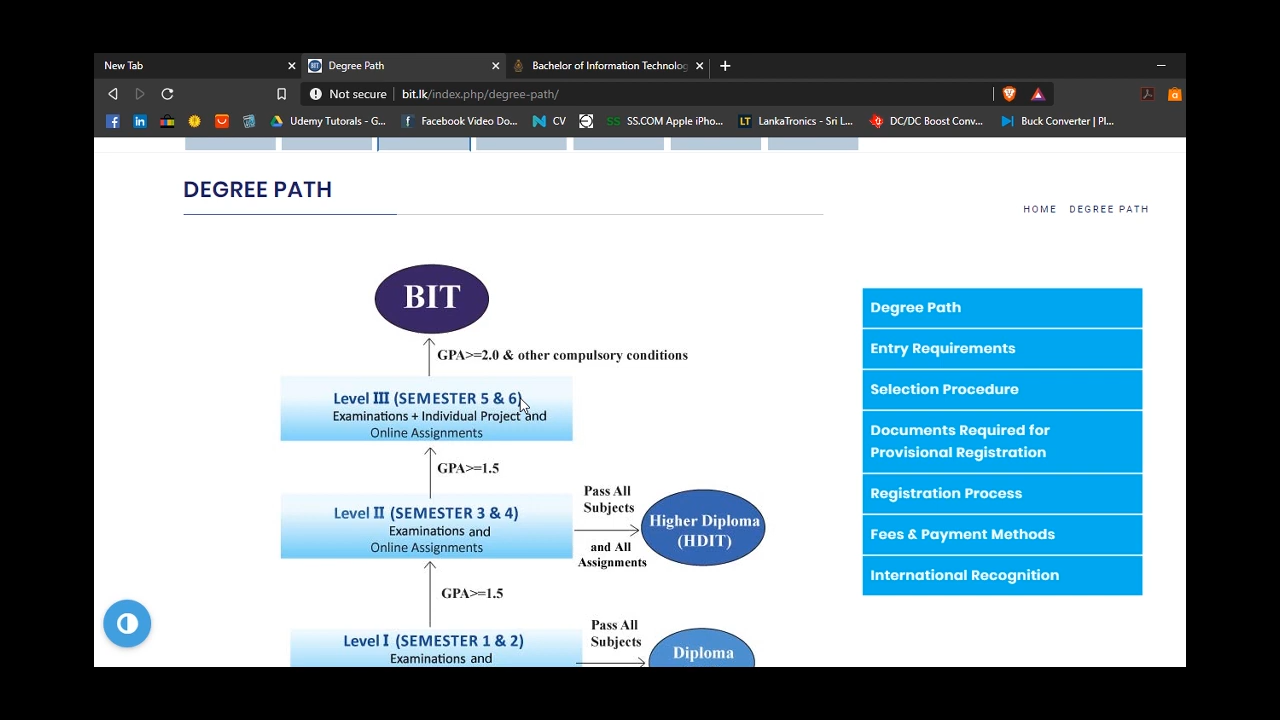 New Tab
BIT
Degree Path
Bachelor of Information Technolog
Not secure
bit.lk/index.php/degree-path/
Udemy Tutorials - G...
Facebook Video Do...
CV
SS.COM Apple iPho...
LT
LankaTronics - Sri L...
DC/DC Boost Conv...
Buck Converter | Pl...
DEGREE PATH
HOME DEGREE PATH
BIT
GPA>=2.0 & other compulsory conditions
Level III (SEMESTER 5 & 6)
Examinations + Individual Project and
Online Assignments
GPA>=1.5
Level II (SEMESTER 3 & 4)
Examinations and
Online Assignments
Pass All
Subjects
and All
Assignments
Higher Diploma
(HDIT)
GPA>=1.5
Level I (SEMESTER 1 & 2)
Examinations and
Pass All
Subjects
Diploma
Degree Path
Entry Requirements
Selection Procedure
Documents Required for
Provisional Registration
Registration Process
Fees & Payment Methods
International Recognition